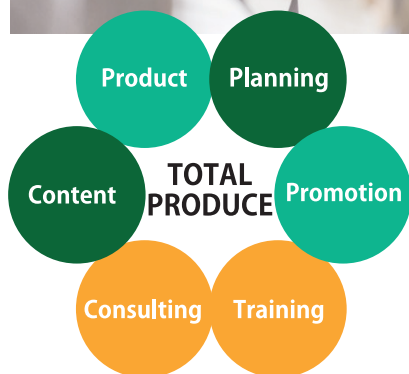 Product
Planning
Content
TOTAL
PRODUCE
Promotion
Consulting
Training